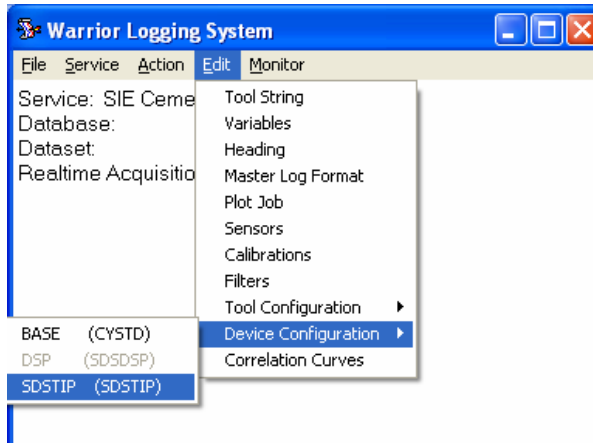 Warrior Logging System
File Service Action Edit Monitor
Service: SIE Ceme
Database:
Dataset:
Realtime Acquisitio
Tool String
Variables
Heading
Master Log Format
Plot Job
Sensors
Calibrations
Filters
Tool Configuration
Device Configuration
Correlation Curves
BASE (CYSTD)
DSP (SDSDSP)
SDSTIP (SDSTIP)